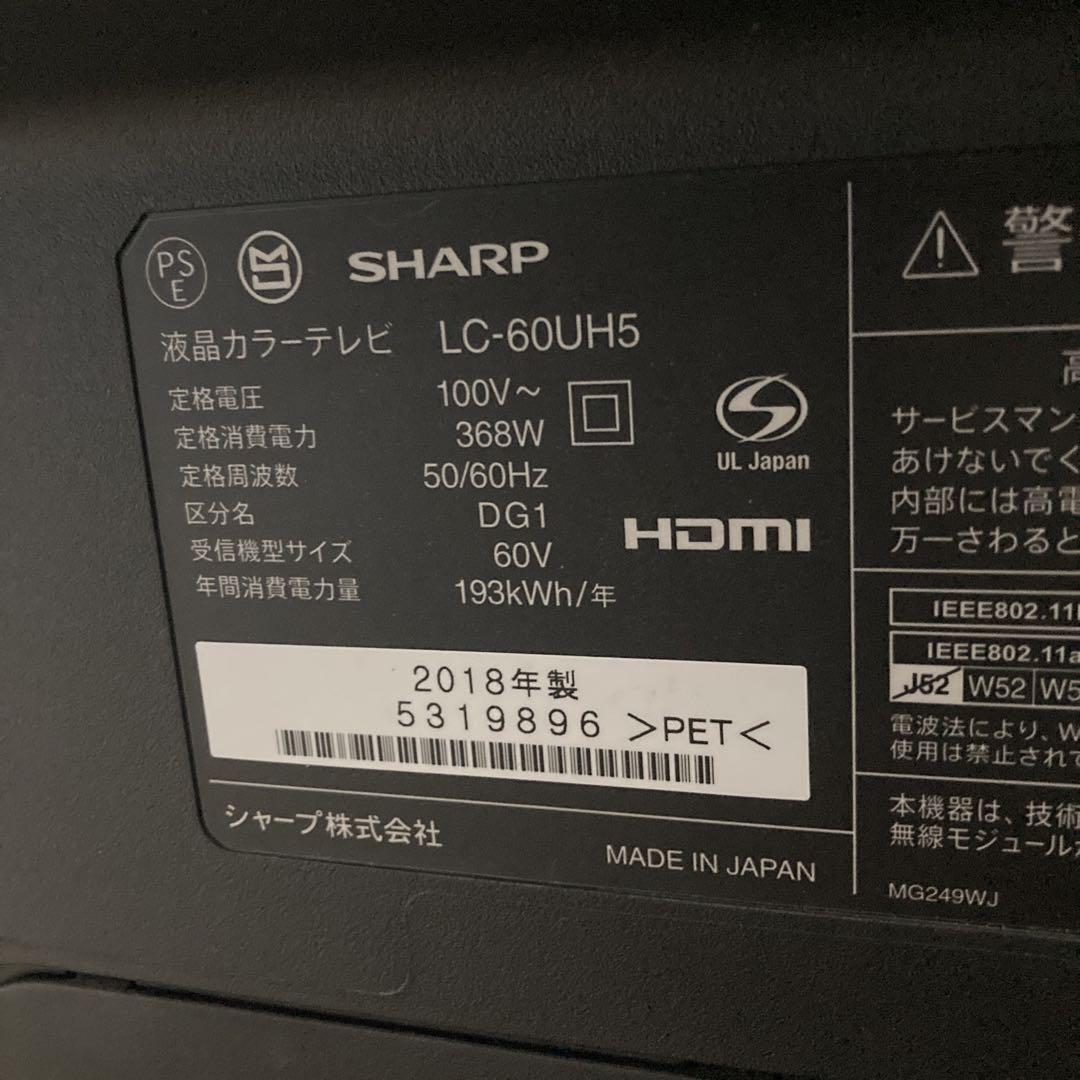 PS
E
SHARP
液晶カラーテレビ LC-60UH5
定格電圧 100V～
定格消費電力 368W
定格周波数 50/60Hz
区分名 DG1
受信機型サイズ 60V
年間消費電力量 193kWh/年
UL Japan
HDMI
2018年製
5319896 >PET<
シャープ株式会社
MADE IN JAPAN
警
高
サービスマン
あけないでく
内部には高電
万一さわると
IEEE802.11
IEEE802.11a
J52 W52 W5
電波法により、W
使用は禁止されて
本機器は、技術
無線モジュール
MG249WJ